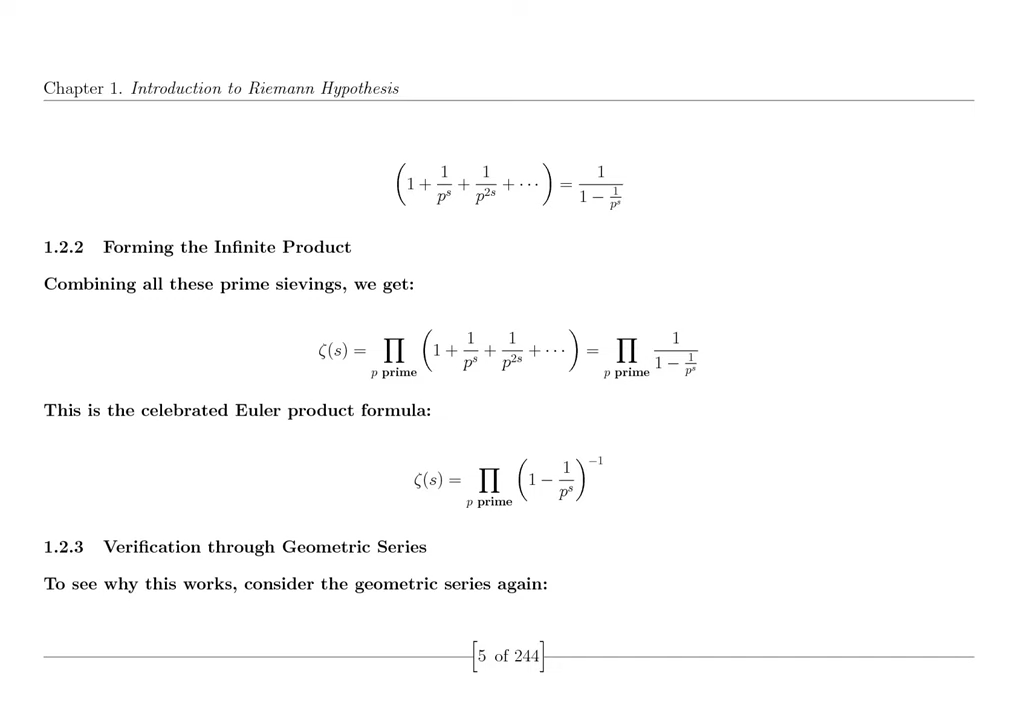 Chapter 1. Introduction to Riemann Hypothesis
(1 + 1/p^s + 1/p^{2s} + ···) = 1/(1 − 1/p^s)
1.2.2 Forming the Infinite Product
Combining all these prime sievings, we get:
ζ(s) = ∏_{p prime} (1 + 1/p^s + 1/p^{2s} + ···) = ∏_{p prime} 1/(1 − 1/p^s)
This is the celebrated Euler product formula:
ζ(s) = ∏_{p prime} (1 − 1/p^s)^{−1}
1.2.3 Verification through Geometric Series
To see why this works, consider the geometric series again:
[5 of 244]